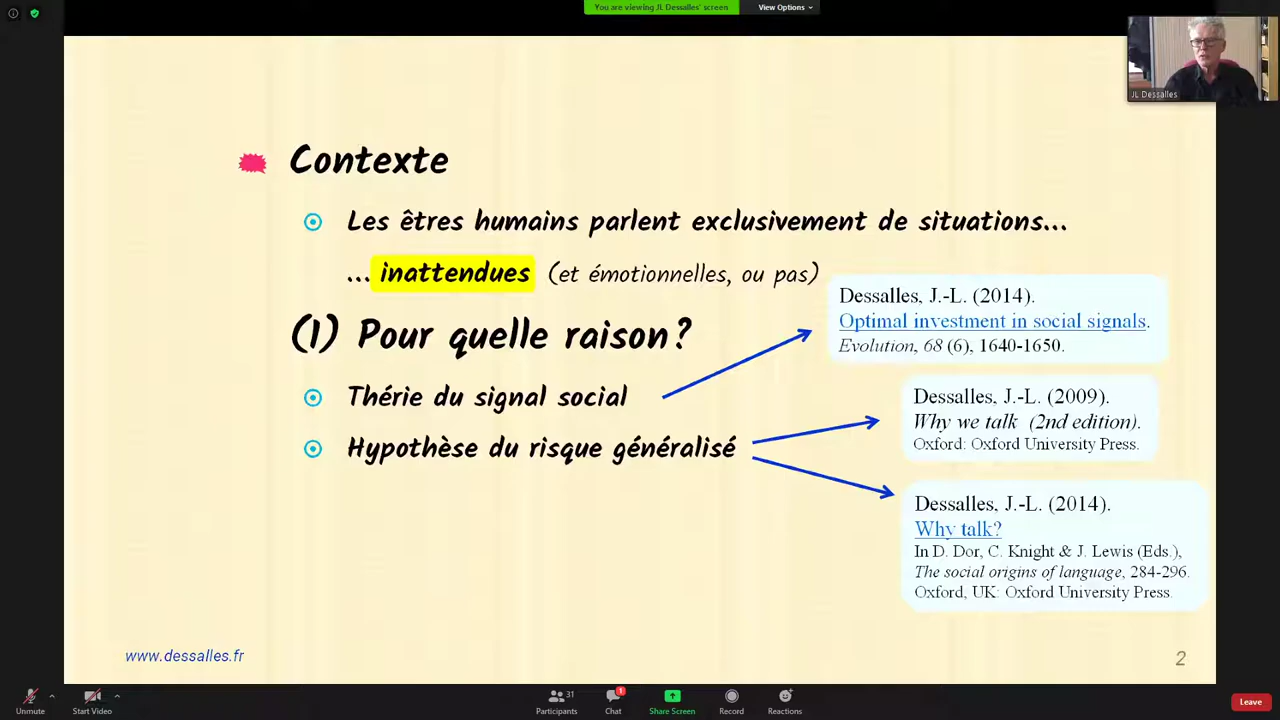 You are viewing JL Dessalles' screen
View Options
JL Dessalles
Contexte
Les êtres humains parlent exclusivement de situations...
...inattendues (et émotionnelles, ou pas)
(1) Pour quelle raison ?
Thérie du signal social
Hypothèse du risque généralisé
Dessalles, J.-L. (2014).
Optimal investment in social signals.
Evolution, 68 (6), 1640-1650.
Dessalles, J.-L. (2009).
Why we talk (2nd edition).
Oxford: Oxford University Press.
Dessalles, J.-L. (2014).
Why talk?
In D. Dor, C. Knight & J. Lewis (Eds.),
The social origins of language, 284-296.
Oxford, UK: Oxford University Press.
www.dessalles.fr
2
Unmute
Start Video
31
Participants
1
Chat
Share Screen
Record
Reactions
Leave